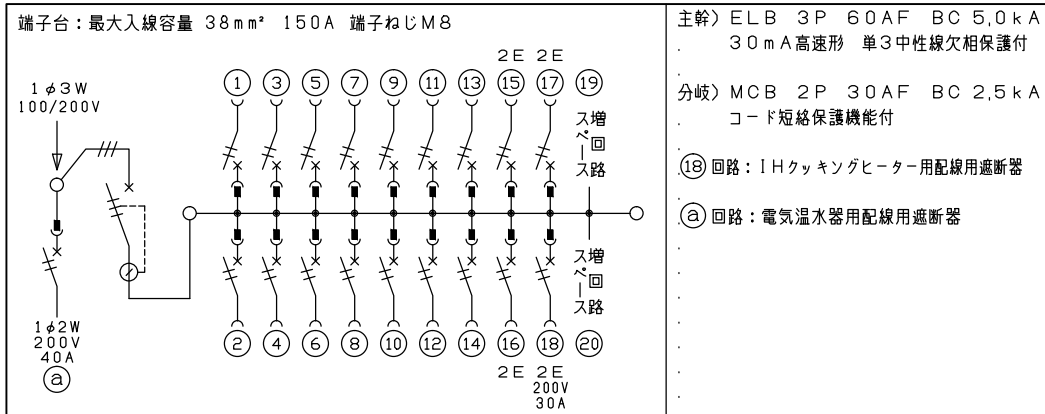 端子台：最大入線容量 38mm² 150A 端子ねじM8
2E 2E
① ③ ⑤ ⑦ ⑨ ⑪ ⑬ ⑮ ⑰ ⑲
1φ3W
100/200V
増回路
スペース
増回路
スペース
1φ2W
200V
40A
ⓐ
② ④ ⑥ ⑧ ⑩ ⑫ ⑭ ⑯ ⑱ ⑳
2E 2E
200V
30A
主幹）ELB 3P 60AF BC 5,0kA
30mA高速形 単3中性線欠相保護付
分岐）MCB 2P 30AF BC 2,5kA
コード短絡保護機能付
⑱回路：IHクッキングヒーター用配線用遮断器
ⓐ回路：電気温水器用配線用遮断器